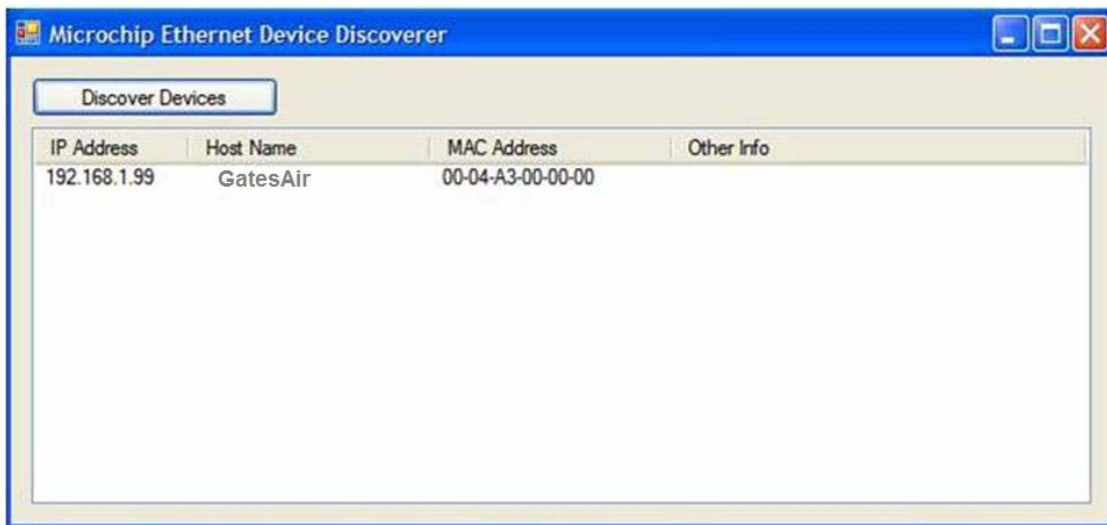 Microchip Ethernet Device Discoverer
Discover Devices
IP Address Host Name MAC Address Other Info
192.168.1.99 GatesAir 00-04-A3-00-00-00